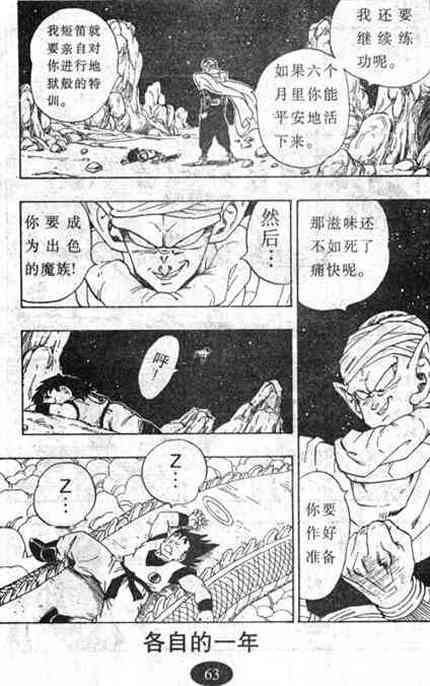 我还要
继续练
功呢。
如果六个
月里你能
平安地活
下来。
我短笛就
要亲自对
你进行地
狱般的特
训。
那滋味还
不如死了
痛快呢。
你要
作好
准备
然后…
你要成
为出色
的魔族!
呼!
Z…
Z…
各自的一年
63